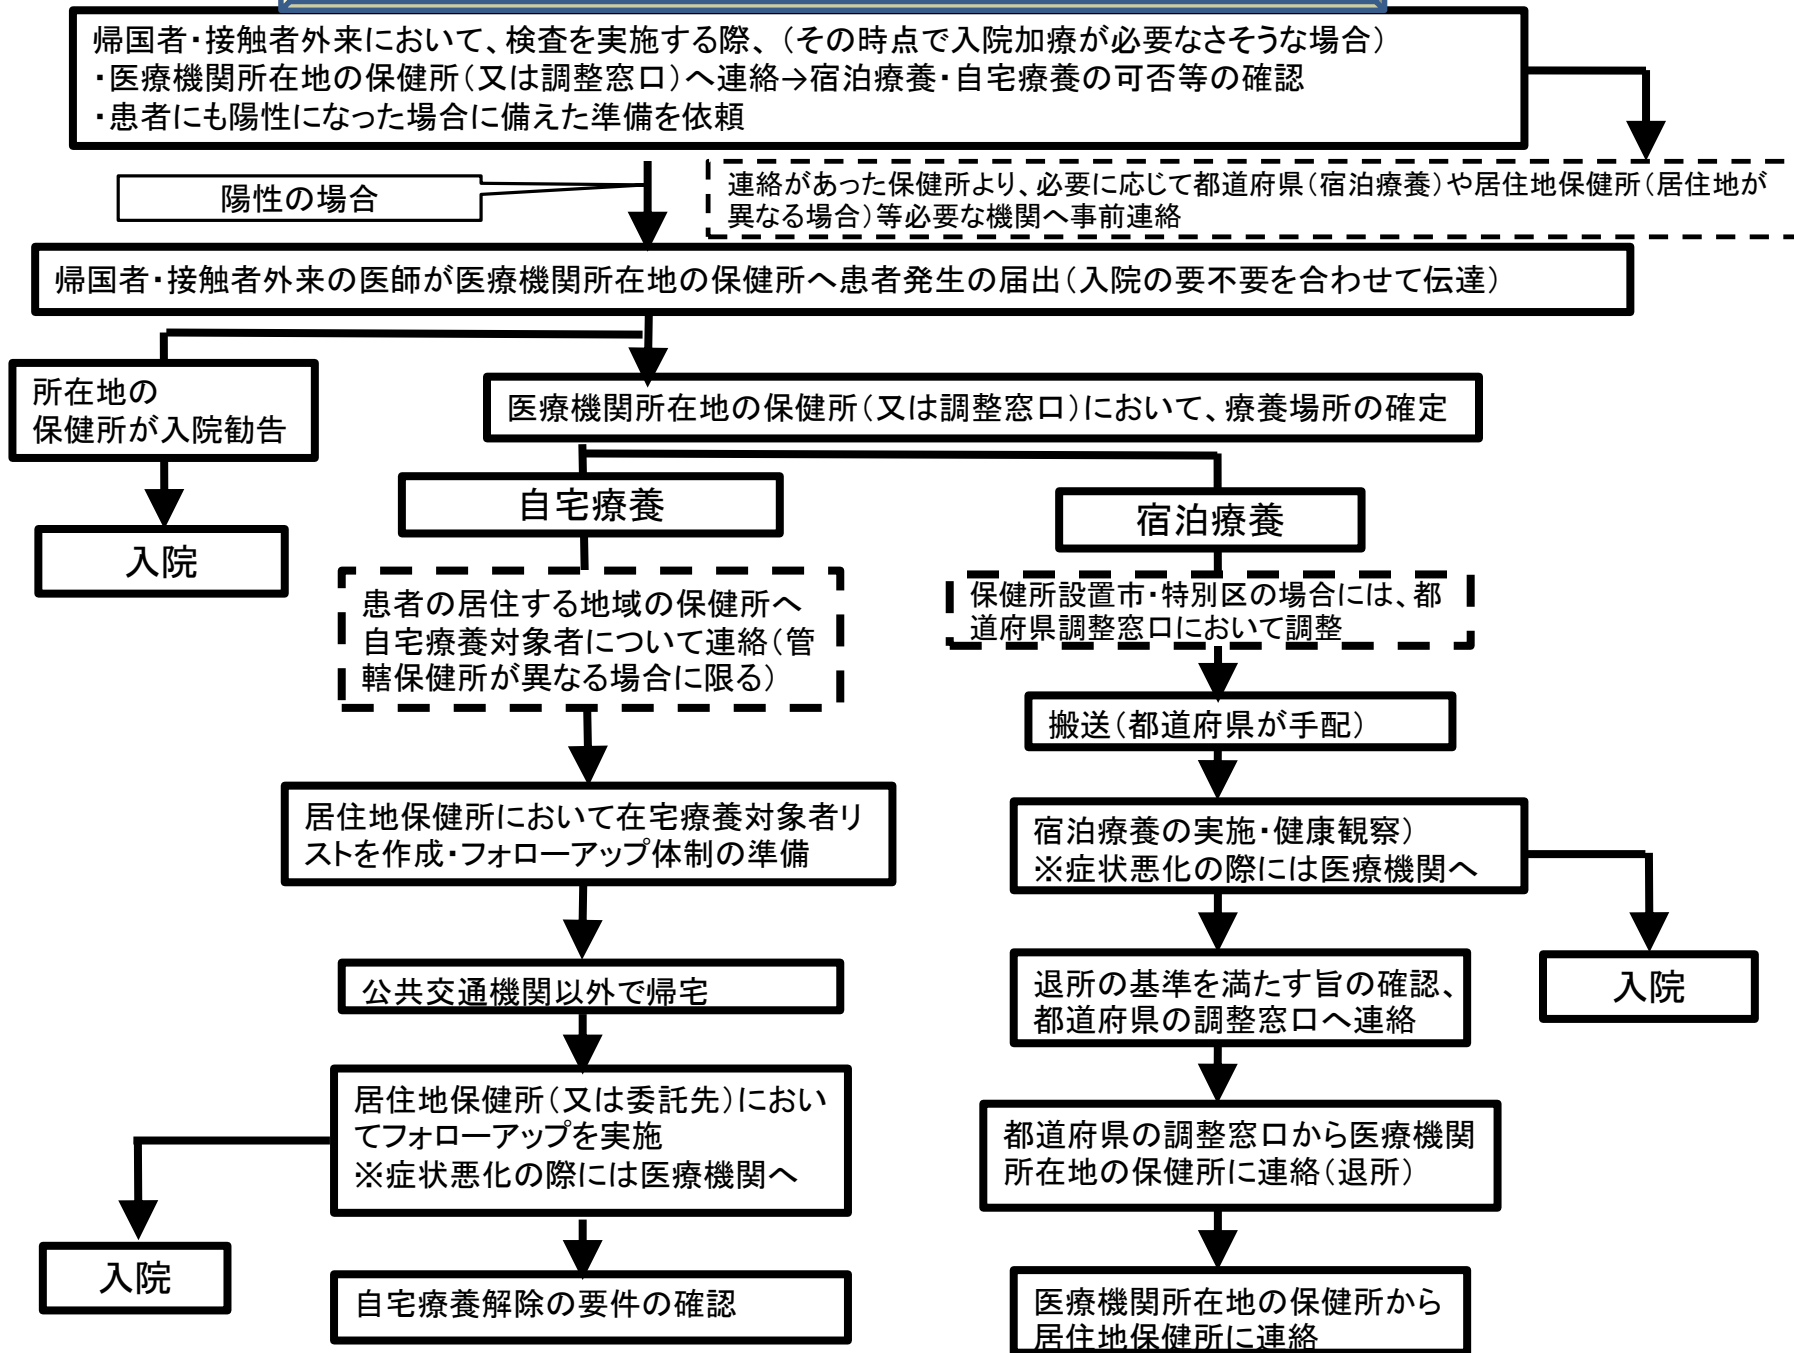 帰国者・接触者外来において、検査を実施する際、（その時点で入院加療が必要なさそうな場合）
・医療機関所在地の保健所（又は調整窓口）へ連絡→宿泊療養・自宅療養の可否等の確認
・患者にも陽性になった場合に備えた準備を依頼
連絡があった保健所より、必要に応じて都道府県（宿泊療養）や居住地保健所（居住地が
異なる場合）等必要な機関へ事前連絡
陽性の場合
帰国者・接触者外来の医師が医療機関所在地の保健所へ患者発生の届出（入院の要不要を合わせて伝達）
所在地の
保健所が入院勧告
入院
医療機関所在地の保健所（又は調整窓口）において、療養場所の確定
自宅療養
患者の居住する地域の保健所へ
自宅療養対象者について連絡（管
轄保健所が異なる場合に限る）
居住地保健所において在宅療養対象者リ
ストを作成・フォローアップ体制の準備
公共交通機関以外で帰宅
居住地保健所（又は委託先）におい
てフォローアップを実施
※症状悪化の際には医療機関へ
入院
自宅療養解除の要件の確認
宿泊療養
保健所設置市・特別区の場合には、都
道府県調整窓口において調整
搬送（都道府県が手配）
宿泊療養の実施・健康観察）
※症状悪化の際には医療機関へ
入院
退所の基準を満たす旨の確認、
都道府県の調整窓口へ連絡
都道府県の調整窓口から医療機関
所在地の保健所に連絡（退所）
医療機関所在地の保健所から
居住地保健所に連絡